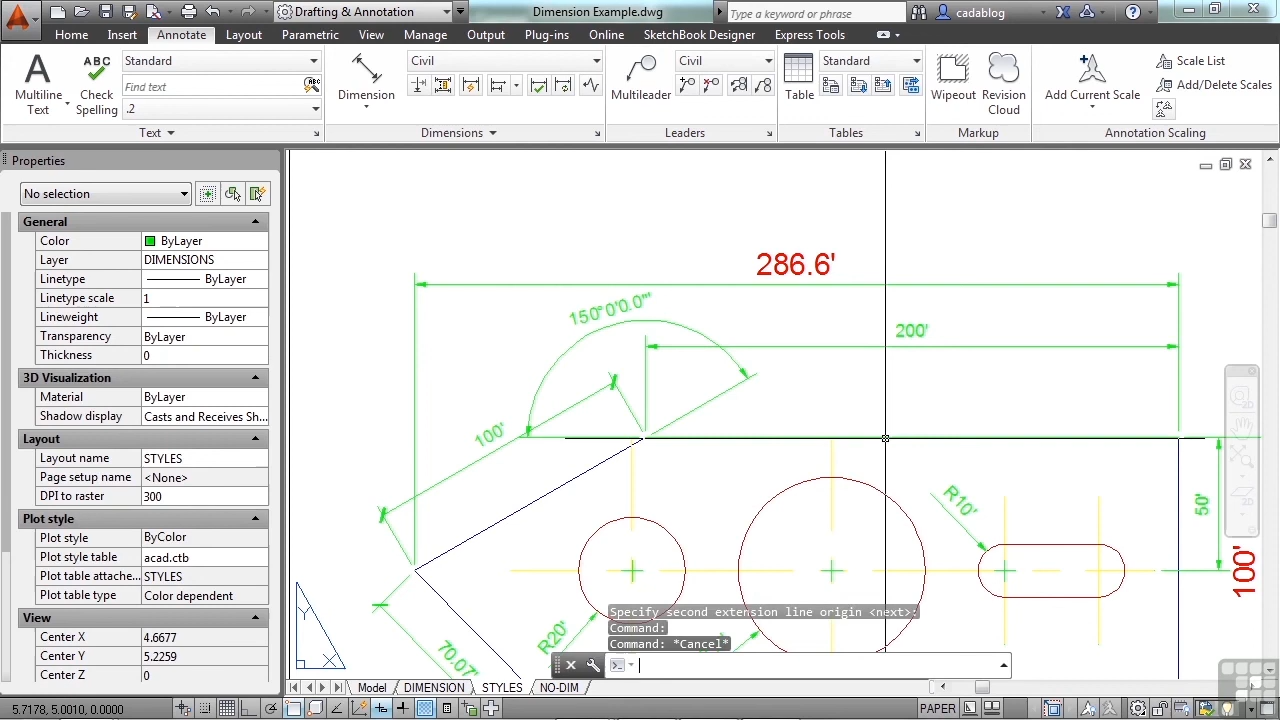 Drafting & Annotation
Dimension Example.dwg
Type a keyword or phrase
cadablog
Home Insert Annotate Layout Parametric View Manage Output Plug-ins Online SketchBook Designer Express Tools
Multiline Text
ABC
Check Spelling
Standard
Find text
.2
Text
Dimension
Civil
Dimensions
Multileader
Civil
Leaders
Table
Standard
Tables
Wipeout
Revision Cloud
Markup
Add Current Scale
Scale List
Add/Delete Scales
Annotation Scaling
Properties
No selection
General
Color ByLayer
Layer DIMENSIONS
Linetype ByLayer
Linetype scale 1
Lineweight ByLayer
Transparency ByLayer
Thickness 0
3D Visualization
Material ByLayer
Shadow display Casts and Receives Sh...
Layout
Layout name STYLES
Page setup name <None>
DPI to raster 300
Plot style
Plot style ByColor
Plot style table acad.ctb
Plot table attache... STYLES
Plot table type Color dependent
View
Center X 4.6677
Center Y 5.2259
Center Z 0
286.6'
150°0'0.0"
200'
100'
R10'
50'
100'
R20'
70.07'
Y
X
Specify second extension line origin <next>:
Command:
Command: *Cancel*
Model DIMENSION STYLES NO-DIM
5.7178, 5.0010, 0.0000
PAPER